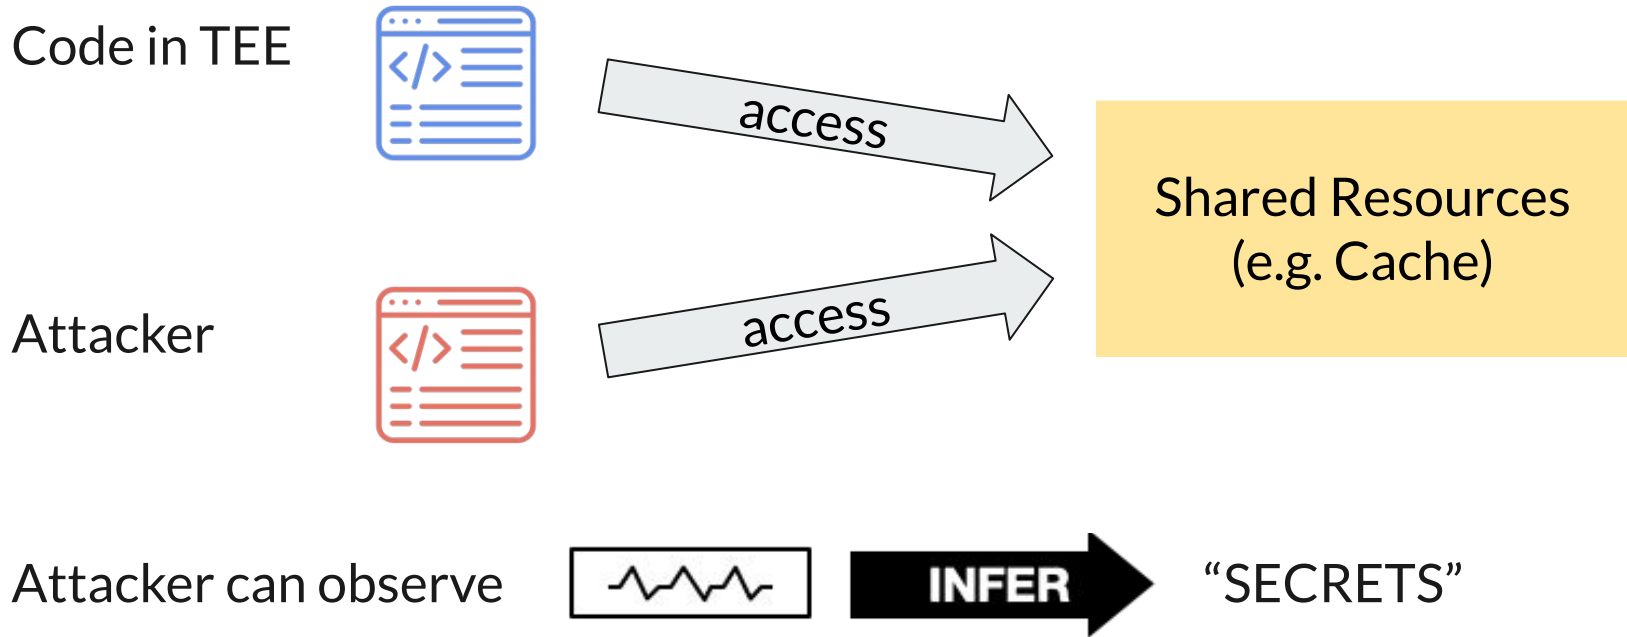 Code in TEE
</>
access
Shared Resources
(e.g. Cache)
Attacker
</>
access
Attacker can observe
INFER
“SECRETS”